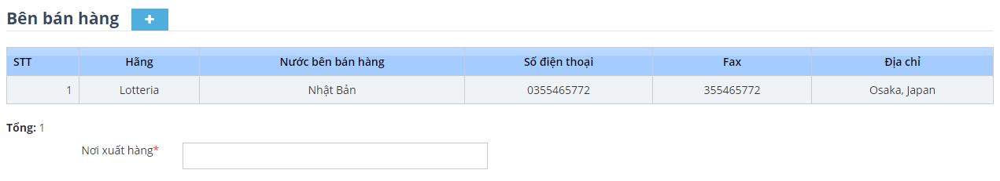 Bên bán hàng +
STT Hãng Nước bên bán hàng Số điện thoại Fax Địa chỉ
1 Lotteria Nhật Bản 0355465772 355465772 Osaka, Japan
Tổng: 1
Nơi xuất hàng*